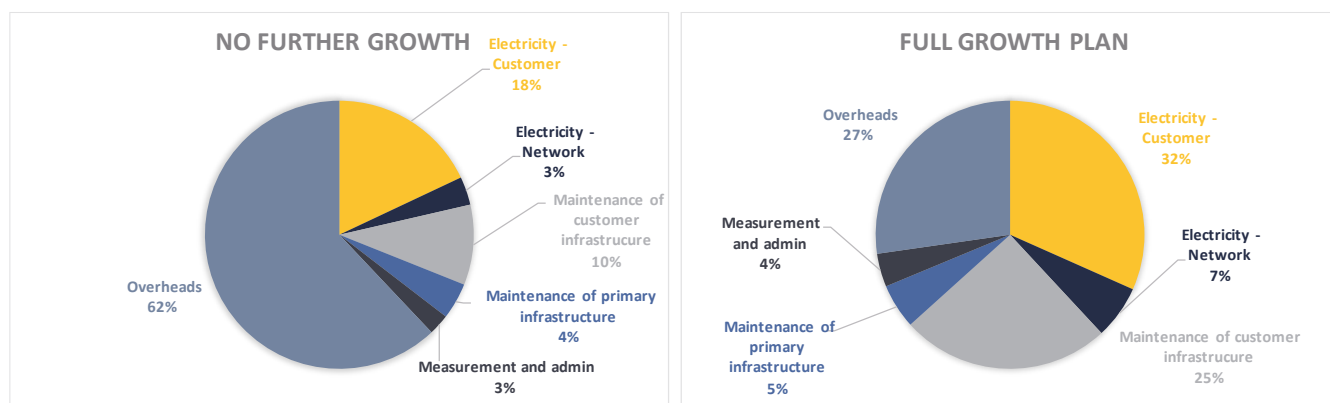 NO FURTHER GROWTH
Electricity -
Customer
18%
Electricity -
Network
3%
Maintenance of
customer
infrastrucure
10%
Maintenance of primary
infrastructure
4%
Measurement and admin
3%
Overheads
62%
FULL GROWTH PLAN
Electricity -
Customer
32%
Electricity -
Network
7%
Maintenance of customer
infrastrucure
25%
Maintenance of
primary
infrastructure
5%
Measurement
and admin
4%
Overheads
27%